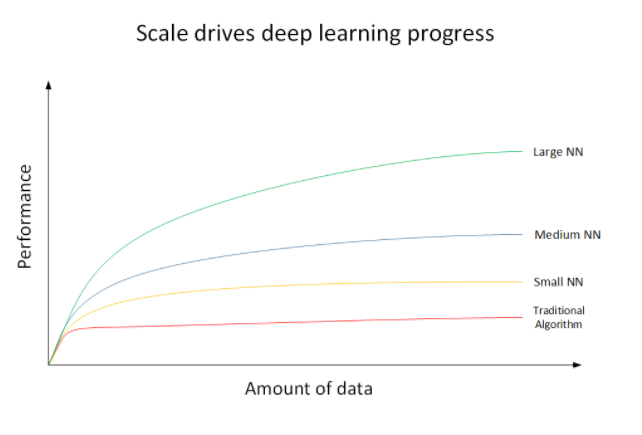 Scale drives deep learning progress
Performance
Large NN
Medium NN
Small NN
Traditional
Algorithm
Amount of data